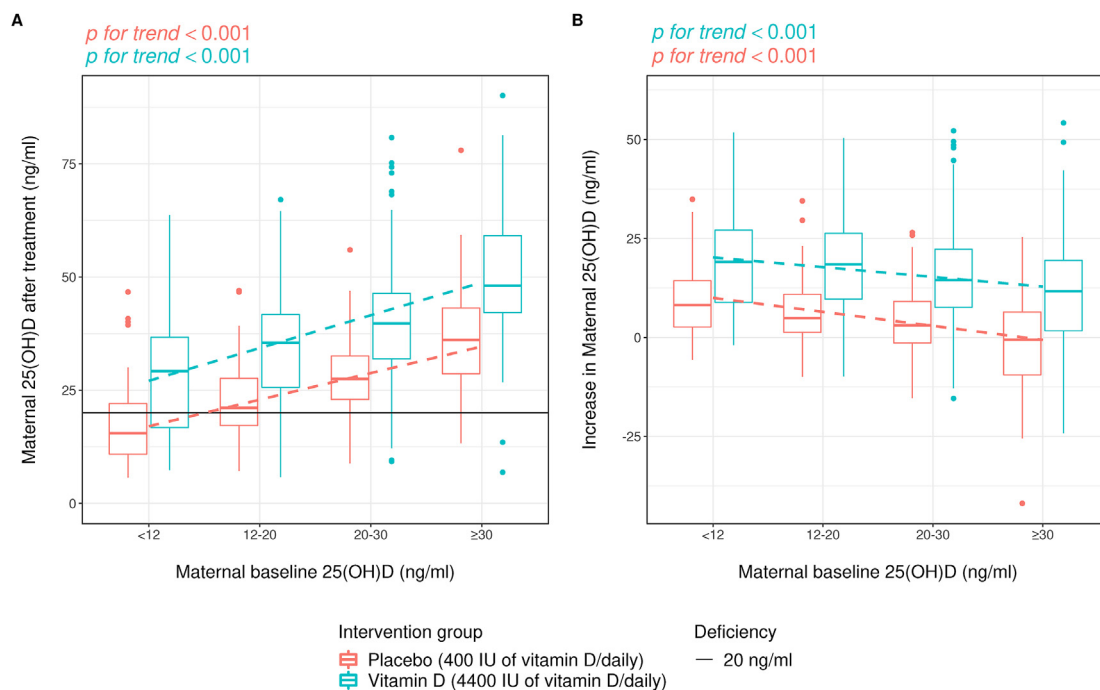 A
p for trend < 0.001
p for trend < 0.001
Maternal 25(OH)D after treatment (ng/ml)
75
50
25
0
<12
12-20
20-30
≥30
Maternal baseline 25(OH)D (ng/ml)
B
p for trend < 0.001
p for trend < 0.001
Increase in Maternal 25(OH)D (ng/ml)
50
25
0
-25
<12
12-20
20-30
≥30
Maternal baseline 25(OH)D (ng/ml)
Intervention group
Placebo (400 IU of vitamin D/daily)
Vitamin D (4400 IU of vitamin D/daily)
Deficiency
20 ng/ml